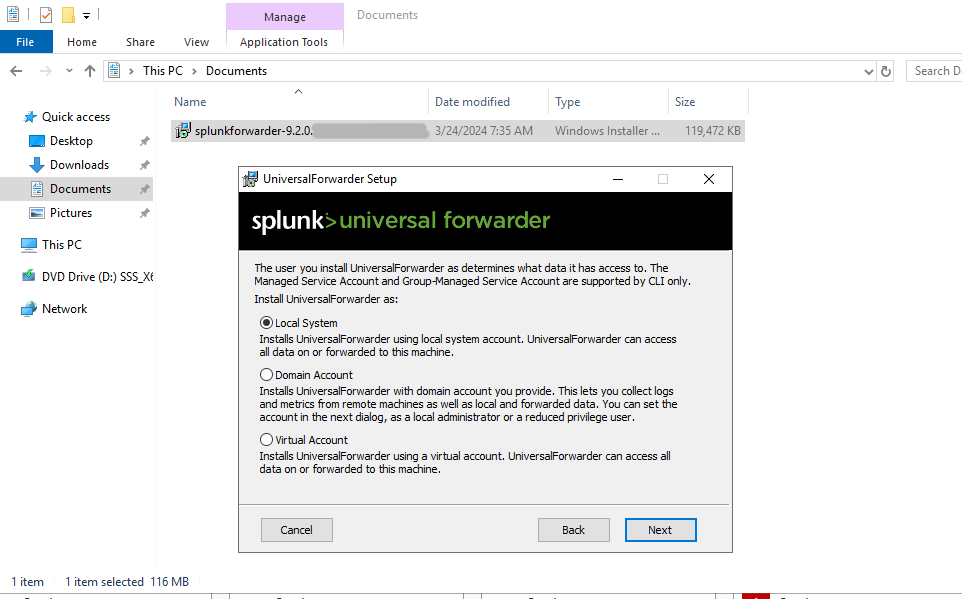 Manage
Documents
File
Home
Share
View
Application Tools
This PC
Documents
Search D
Name
Date modified
Type
Size
Quick access
splunkforwarder-9.2.0.
3/24/2024 7:35 AM
Windows Installer ...
119,472 KB
Desktop
Downloads
Documents
Pictures
This PC
DVD Drive (D:) SSS_X6
Network
UniversalForwarder Setup
splunk>universal forwarder
The user you install UniversalForwarder as determines what data it has access to. The
Managed Service Account and Group-Managed Service Account are supported by CLI only.
Install UniversalForwarder as:
Local System
Installs UniversalForwarder using local system account. UniversalForwarder can access
all data on or forwarded to this machine.
Domain Account
Installs UniversalForwarder with domain account you provide. This lets you collect logs
and metrics from remote machines as well as local and forwarded data. You can set the
account in the next dialog, as a local administrator or a reduced privilege user.
Virtual Account
Installs UniversalForwarder using a virtual account. UniversalForwarder can access all
data on or forwarded to this machine.
Cancel
Back
Next
1 item
1 item selected
116 MB